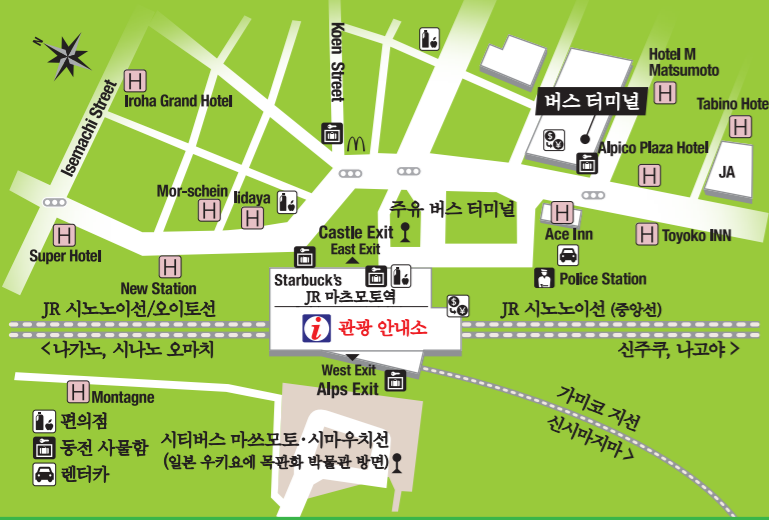 N
Koen Street
Hotel M
Matsumoto
H
Iroha Grand Hotel
H
Isemachi Street
버스 터미널
Tabino Hote
H
Alpico Plaza Hotel
H
JA
Mor-schein
H
Iidaya
H
주유 버스 터미널
Castle Exit
East Exit
H
Ace Inn
H
Toyoko INN
H
Super Hotel
H
New Station
Starbuck's
JR 마츠모토역
i 관광 안내소
Police Station
JR 시노노이선/오이토선
JR 시노노이선 (중앙선)
<나가노, 시나노 오마치
신주쿠, 나고야 >
West Exit
Alps Exit
H
Montagne
가미코 지선
신시마지마>
편의점
동전 사물함
렌터카
시티버스 마쓰모토·시마우치선
(일본 우키요에 목판화 박물관 방면)